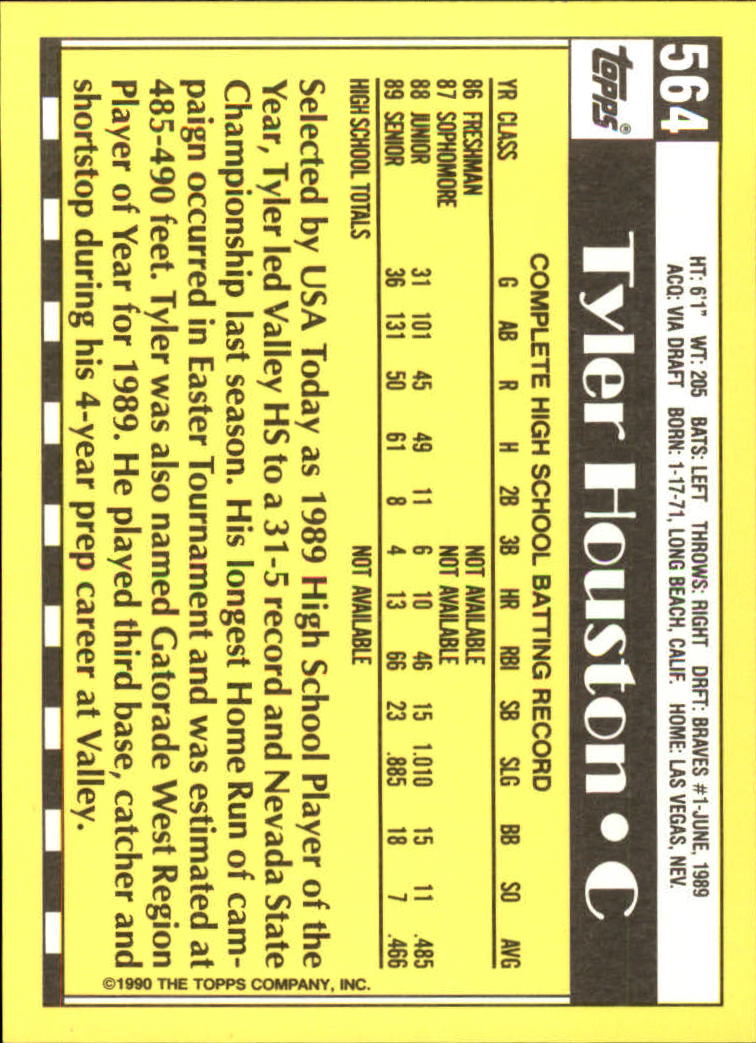 564
HT: 6'1" WT: 205 BATS: LEFT THROWS: RIGHT DRFT: BRAVES #1-JUNE, 1989
ACQ: VIA DRAFT BORN: 1-17-71, LONG BEACH, CALIF. HOME: LAS VEGAS, NEV.
topps®
Tyler Houston • C
COMPLETE HIGH SCHOOL BATTING RECORD
YR CLASS G AB R H 2B 3B HR RBI SB SLG BB SO AVG
86 FRESHMAN NOT AVAILABLE
87 SOPHOMORE NOT AVAILABLE
88 JUNIOR 31 101 45 49 11 6 10 46 15 1.010 15 11 .485
89 SENIOR 36 131 50 61 8 4 13 66 23 .885 18 7 .466
HIGH SCHOOL TOTALS NOT AVAILABLE
Selected by USA Today as 1989 High School Player of the
Year, Tyler led Valley HS to a 31-5 record and Nevada State
Championship last season. His longest Home Run of cam-
paign occurred in Easter Tournament and was estimated at
485-490 feet. Tyler was also named Gatorade West Region
Player of Year for 1989. He played third base, catcher and
shortstop during his 4-year prep career at Valley.
©1990 THE TOPPS COMPANY, INC.